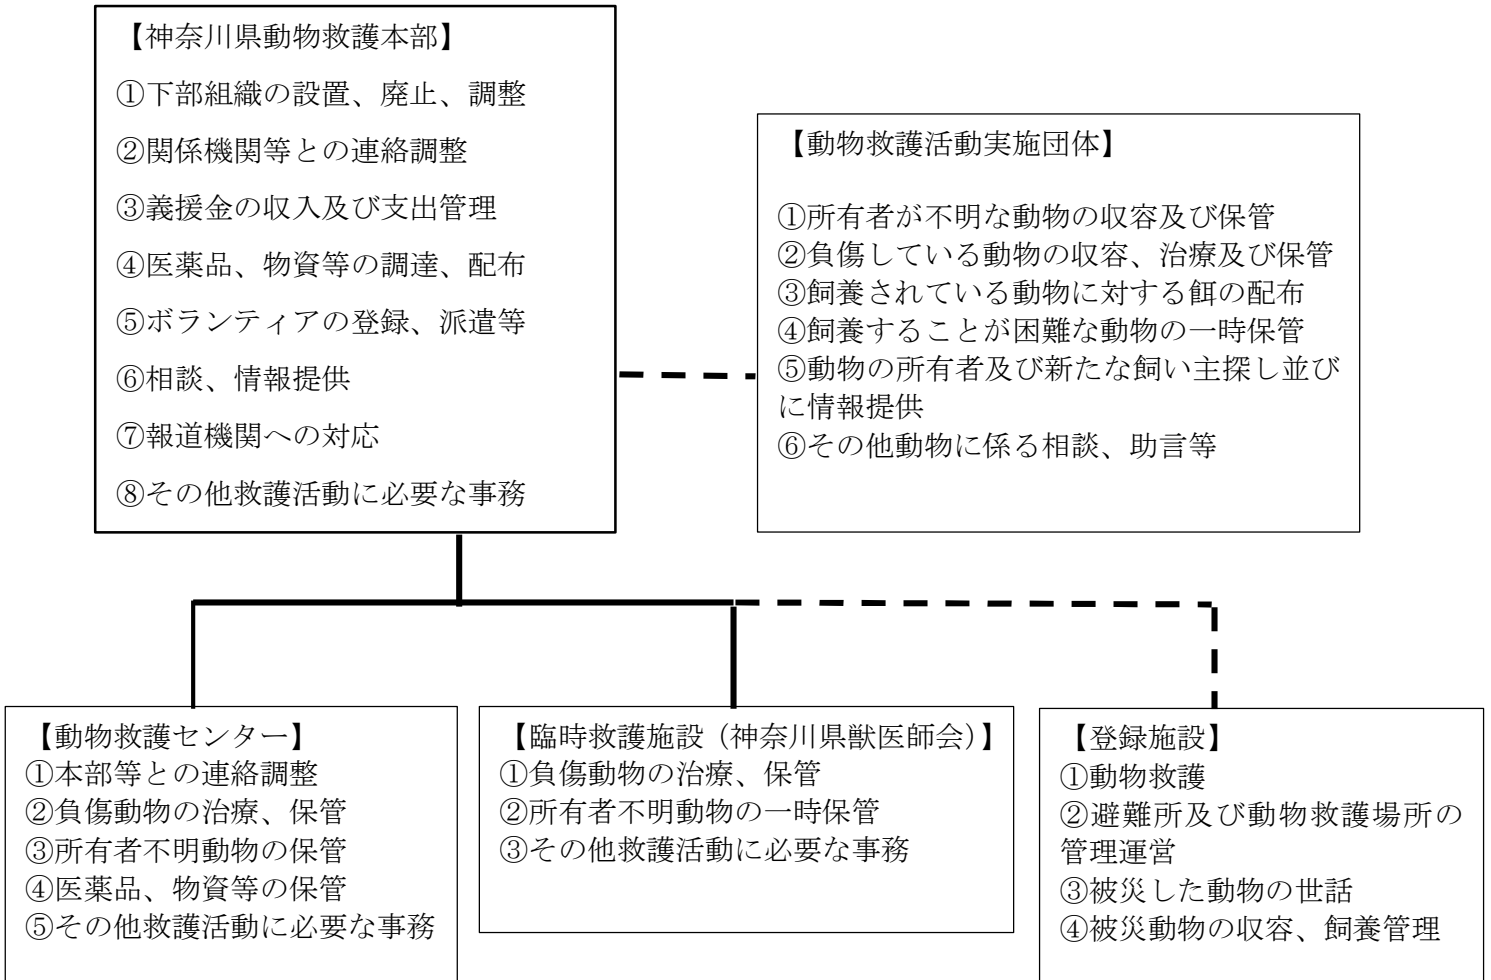 【神奈川県動物救護本部】
①下部組織の設置、廃止、調整
②関係機関等との連絡調整
③義援金の収入及び支出管理
④医薬品、物資等の調達、配布
⑤ボランティアの登録、派遣等
⑥相談、情報提供
⑦報道機関への対応
⑧その他救護活動に必要な事務
【動物救護活動実施団体】
①所有者が不明な動物の収容及び保管
②負傷している動物の収容、治療及び保管
③飼養されている動物に対する餌の配布
④飼養することが困難な動物の一時保管
⑤動物の所有者及び新たな飼い主探し並び
に情報提供
⑥その他動物に係る相談、助言等
【動物救護センター】
①本部等との連絡調整
②負傷動物の治療、保管
③所有者不明動物の保管
④医薬品、物資等の保管
⑤その他救護活動に必要な事務
【臨時救護施設（神奈川県獣医師会）】
①負傷動物の治療、保管
②所有者不明動物の一時保管
③その他救護活動に必要な事務
【登録施設】
①動物救護
②避難所及び動物救護場所の
管理運営
③被災した動物の世話
④被災動物の収容、飼養管理